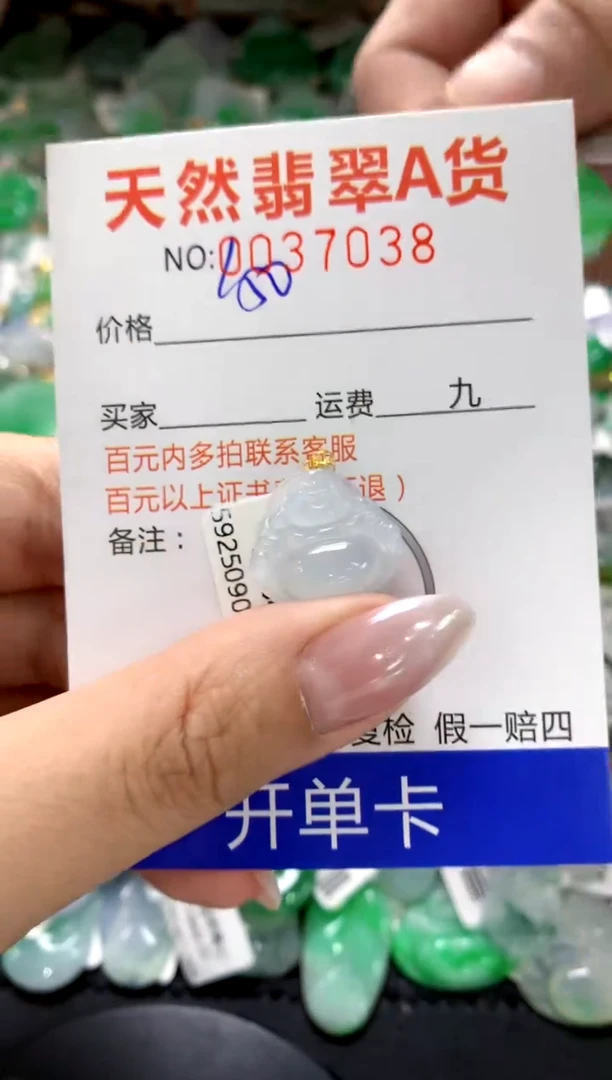 天然翡翠A货
NO:0037038
价格
买家 运费 九
百元内多拍联系客服
百元以上证书 退）
备注：
5925090
复检 假一赔四
开单卡